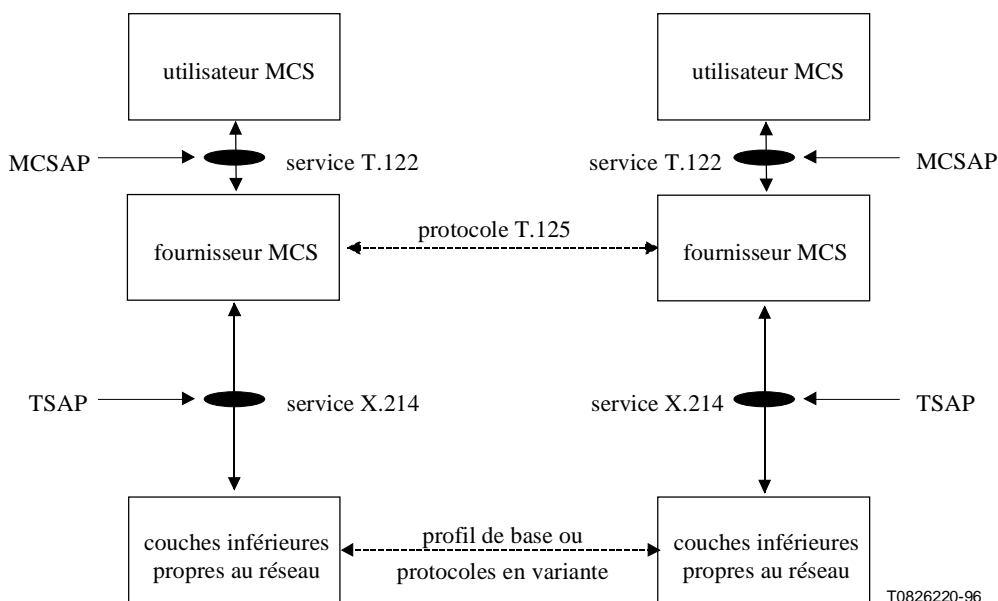 utilisateur MCS
utilisateur MCS
MCSAP
service T.122
service T.122
MCSAP
protocole T.125
fournisseur MCS
fournisseur MCS
TSAP
service X.214
service X.214
TSAP
couches inférieures
propres au réseau
profil de base ou
protocoles en variante
couches inférieures
propres au réseau
T0826220-96